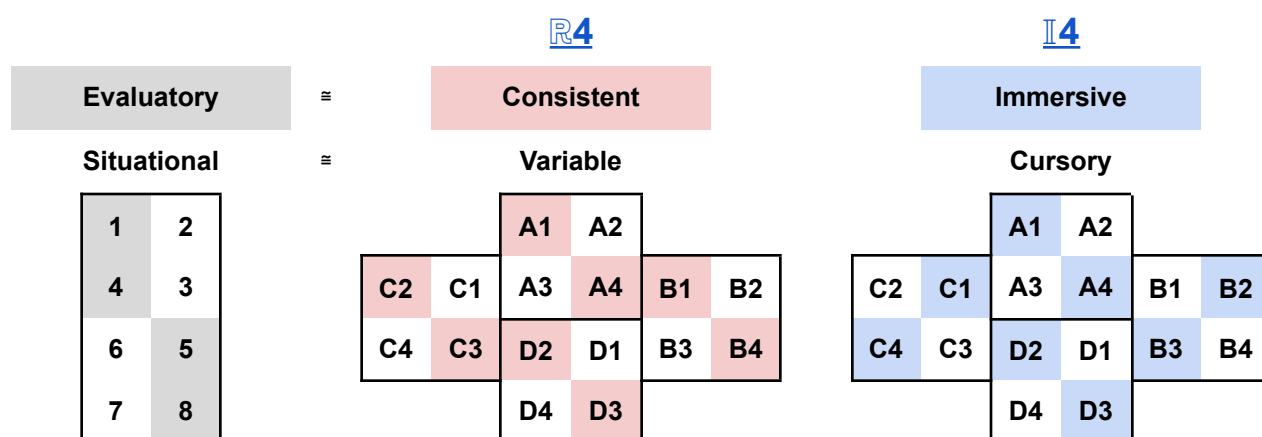 ℝ4 𝕀4
Evaluatory ≅ Consistent Immersive
Situational ≅ Variable Cursory
1 2 A1 A2 A1 A2
4 3 C2 C1 A3 A4 B1 B2 C2 C1 A3 A4 B1 B2
6 5 C4 C3 D2 D1 B3 B4 C4 C3 D2 D1 B3 B4
7 8 D4 D3 D4 D3